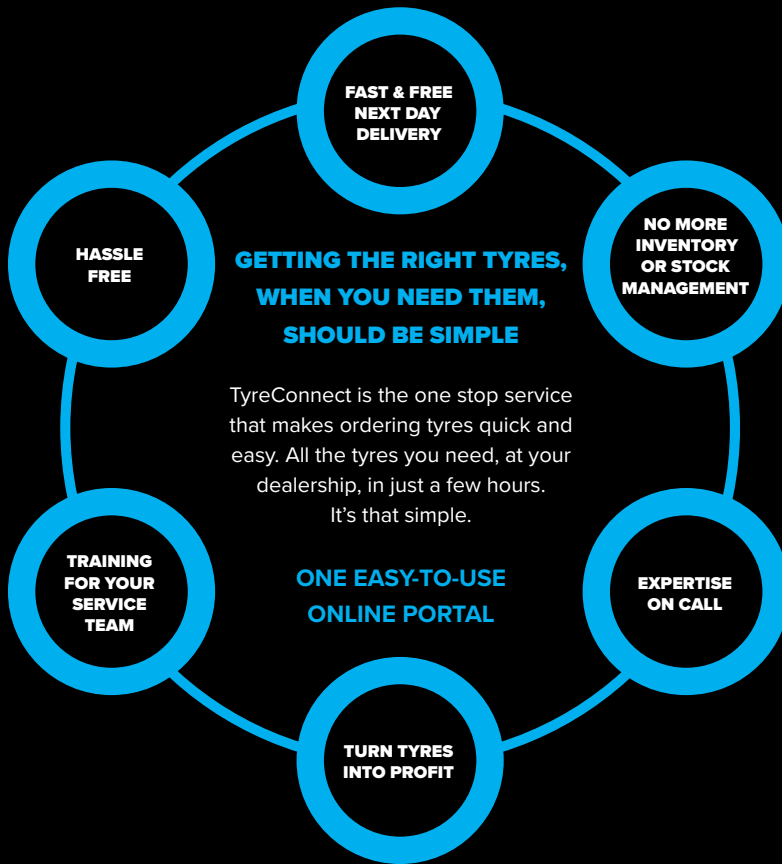 FAST & FREE
NEXT DAY
DELIVERY
HASSLE
FREE
NO MORE
INVENTORY
OR STOCK
MANAGEMENT
GETTING THE RIGHT TYRES,
WHEN YOU NEED THEM,
SHOULD BE SIMPLE
TyreConnect is the one stop service
that makes ordering tyres quick and
easy. All the tyres you need, at your
dealership, in just a few hours.
It’s that simple.
ONE EASY-TO-USE
ONLINE PORTAL
TRAINING
FOR YOUR
SERVICE
TEAM
EXPERTISE
ON CALL
TURN TYRES
INTO PROFIT